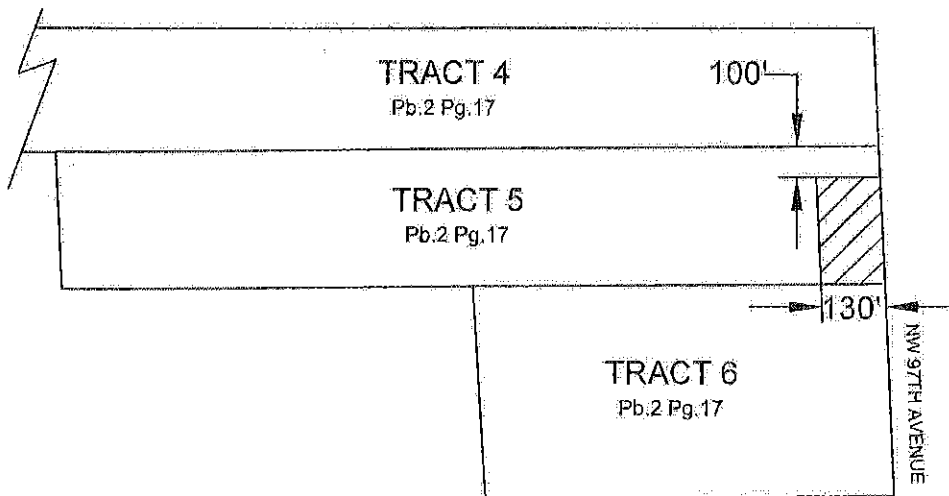 TRACT 4
Pb.2 Pg.17
100'
TRACT 5
Pb.2 Pg.17
130'
TRACT 6
Pb.2 Pg.17
NW 97TH AVENUE